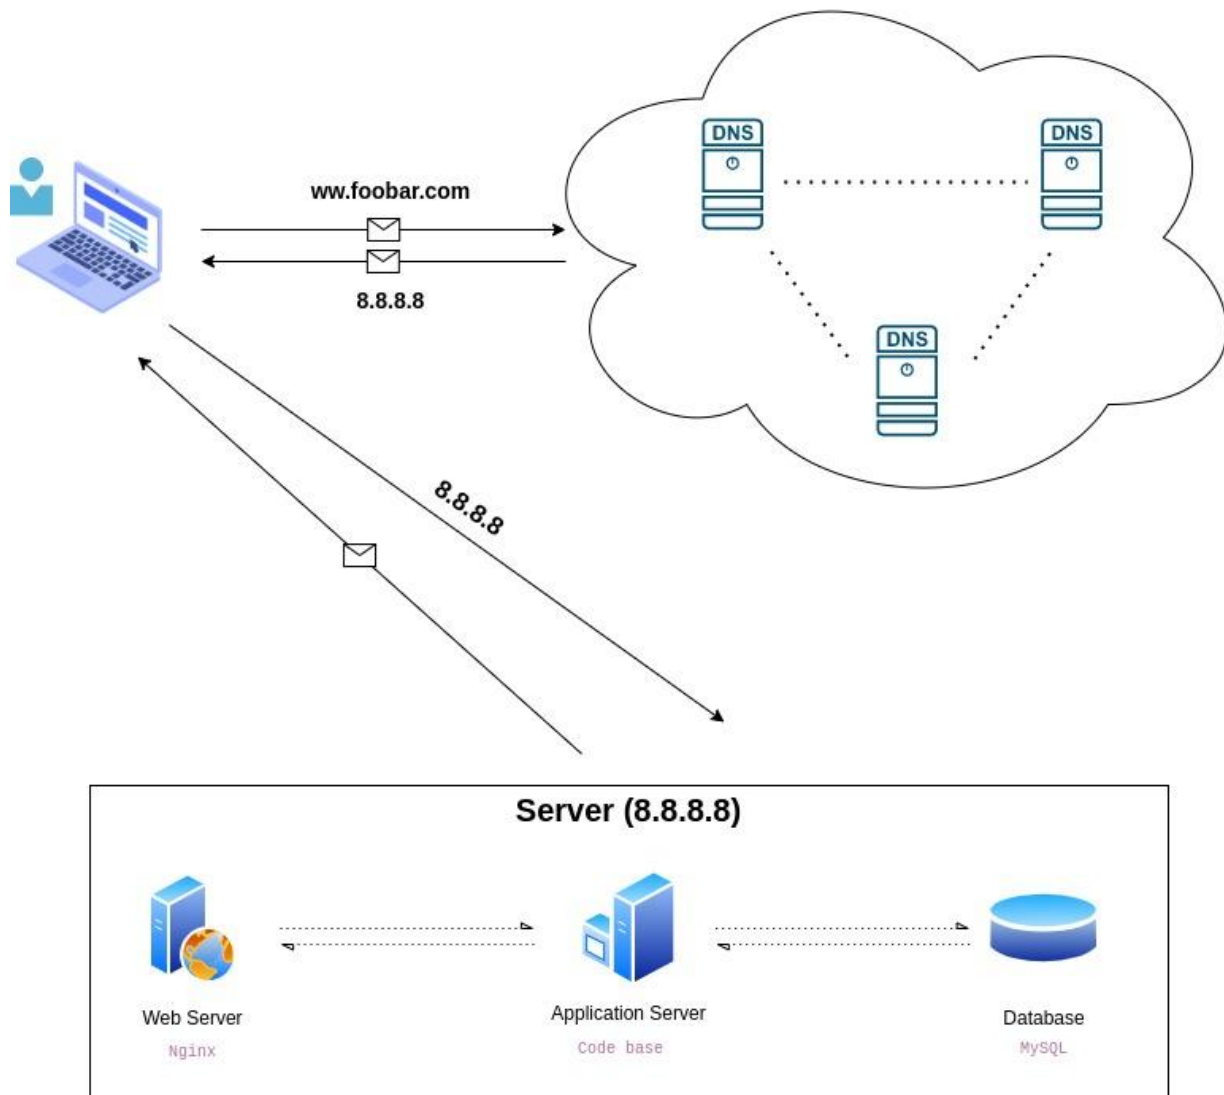 DNS
DNS
ww.foobar.com
8.8.8.8
DNS
8.8.8.8
Server (8.8.8.8)
Web Server
Application Server
Database
Nginx
Code base
MySQL